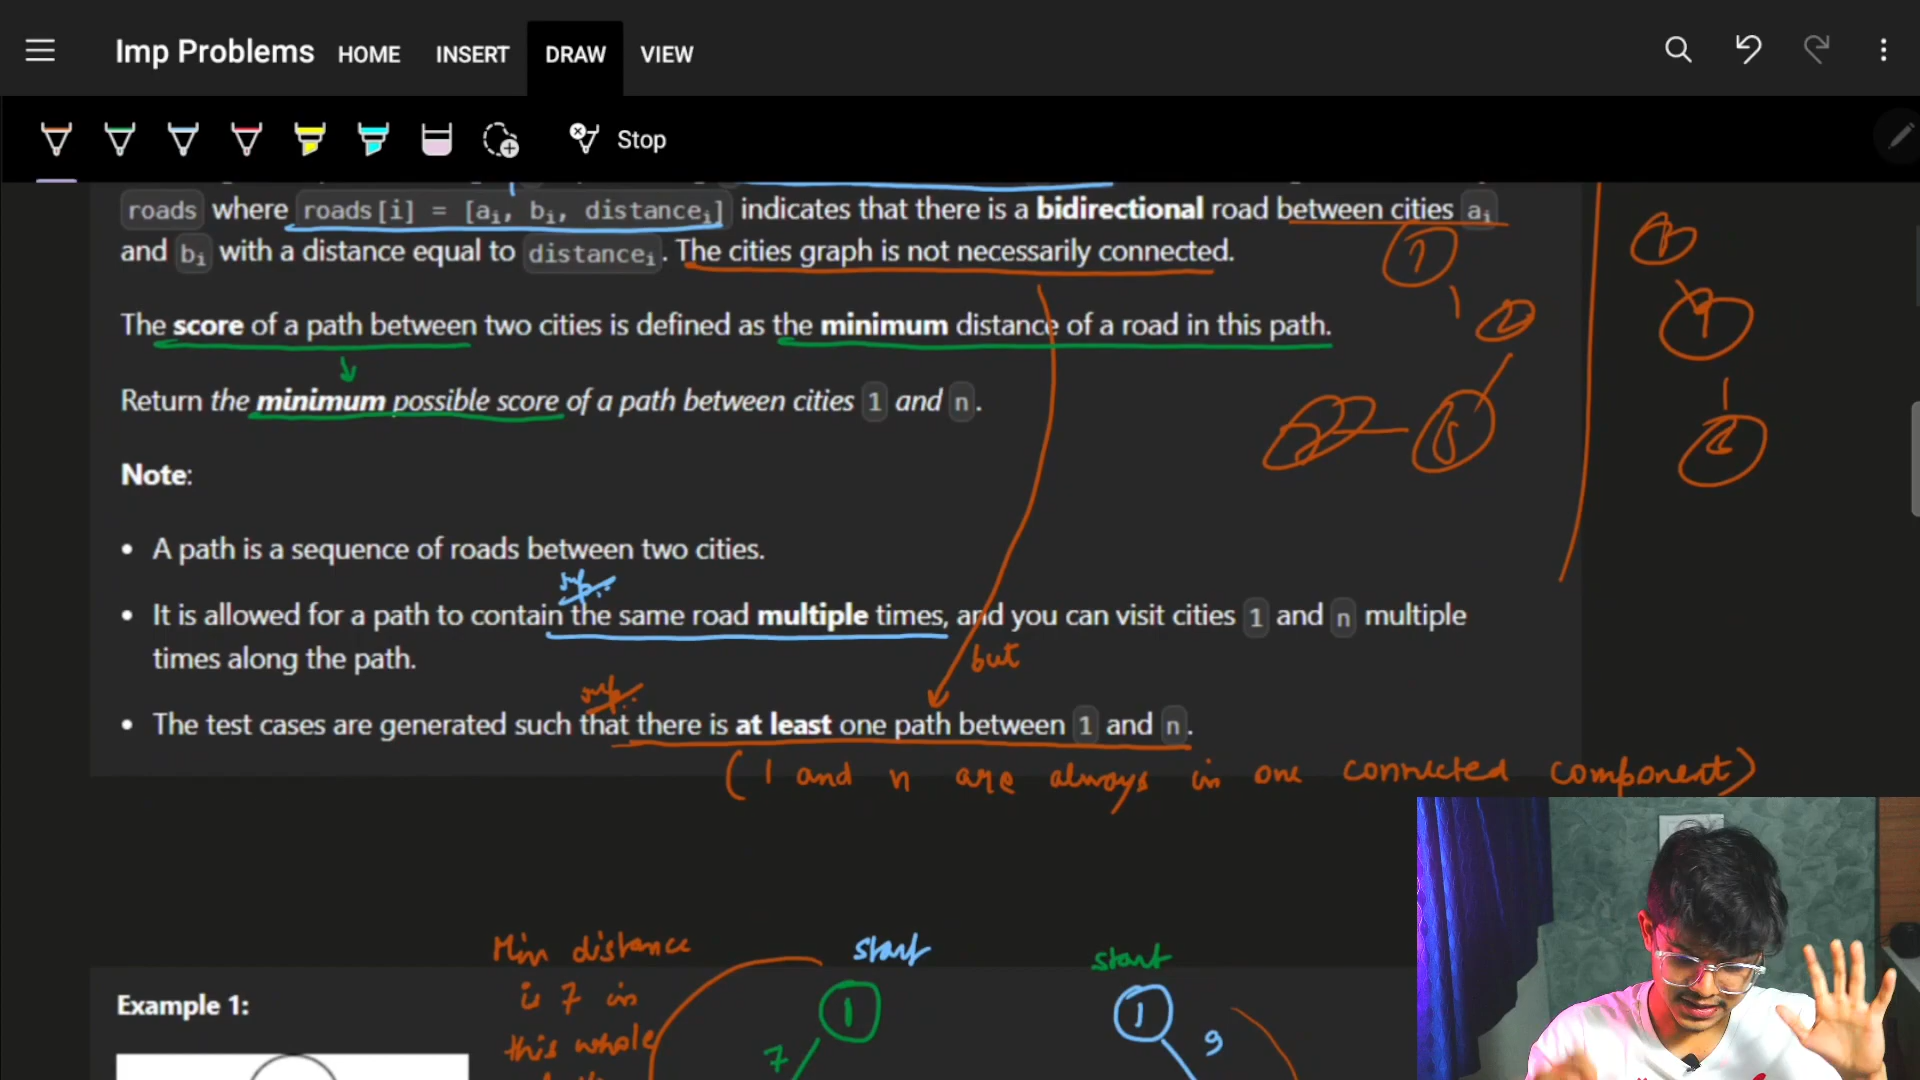 Imp Problems HOME INSERT DRAW VIEW
Stop
roads where roads[i] = [ai, bi, distancei] indicates that there is a bidirectional road between cities ai
and bi with a distance equal to distancei. The cities graph is not necessarily connected.
The score of a path between two cities is defined as the minimum distance of a road in this path.
Return the minimum possible score of a path between cities 1 and n.
Note:
• A path is a sequence of roads between two cities.
• It is allowed for a path to contain the same road multiple times, and you can visit cities 1 and n multiple
times along the path.
but
• The test cases are generated such that there is at least one path between 1 and n.
(1 and n are always in one connected component)
Min distance
is 7 in
this whole
start
1
7
start
1
9
Example 1: